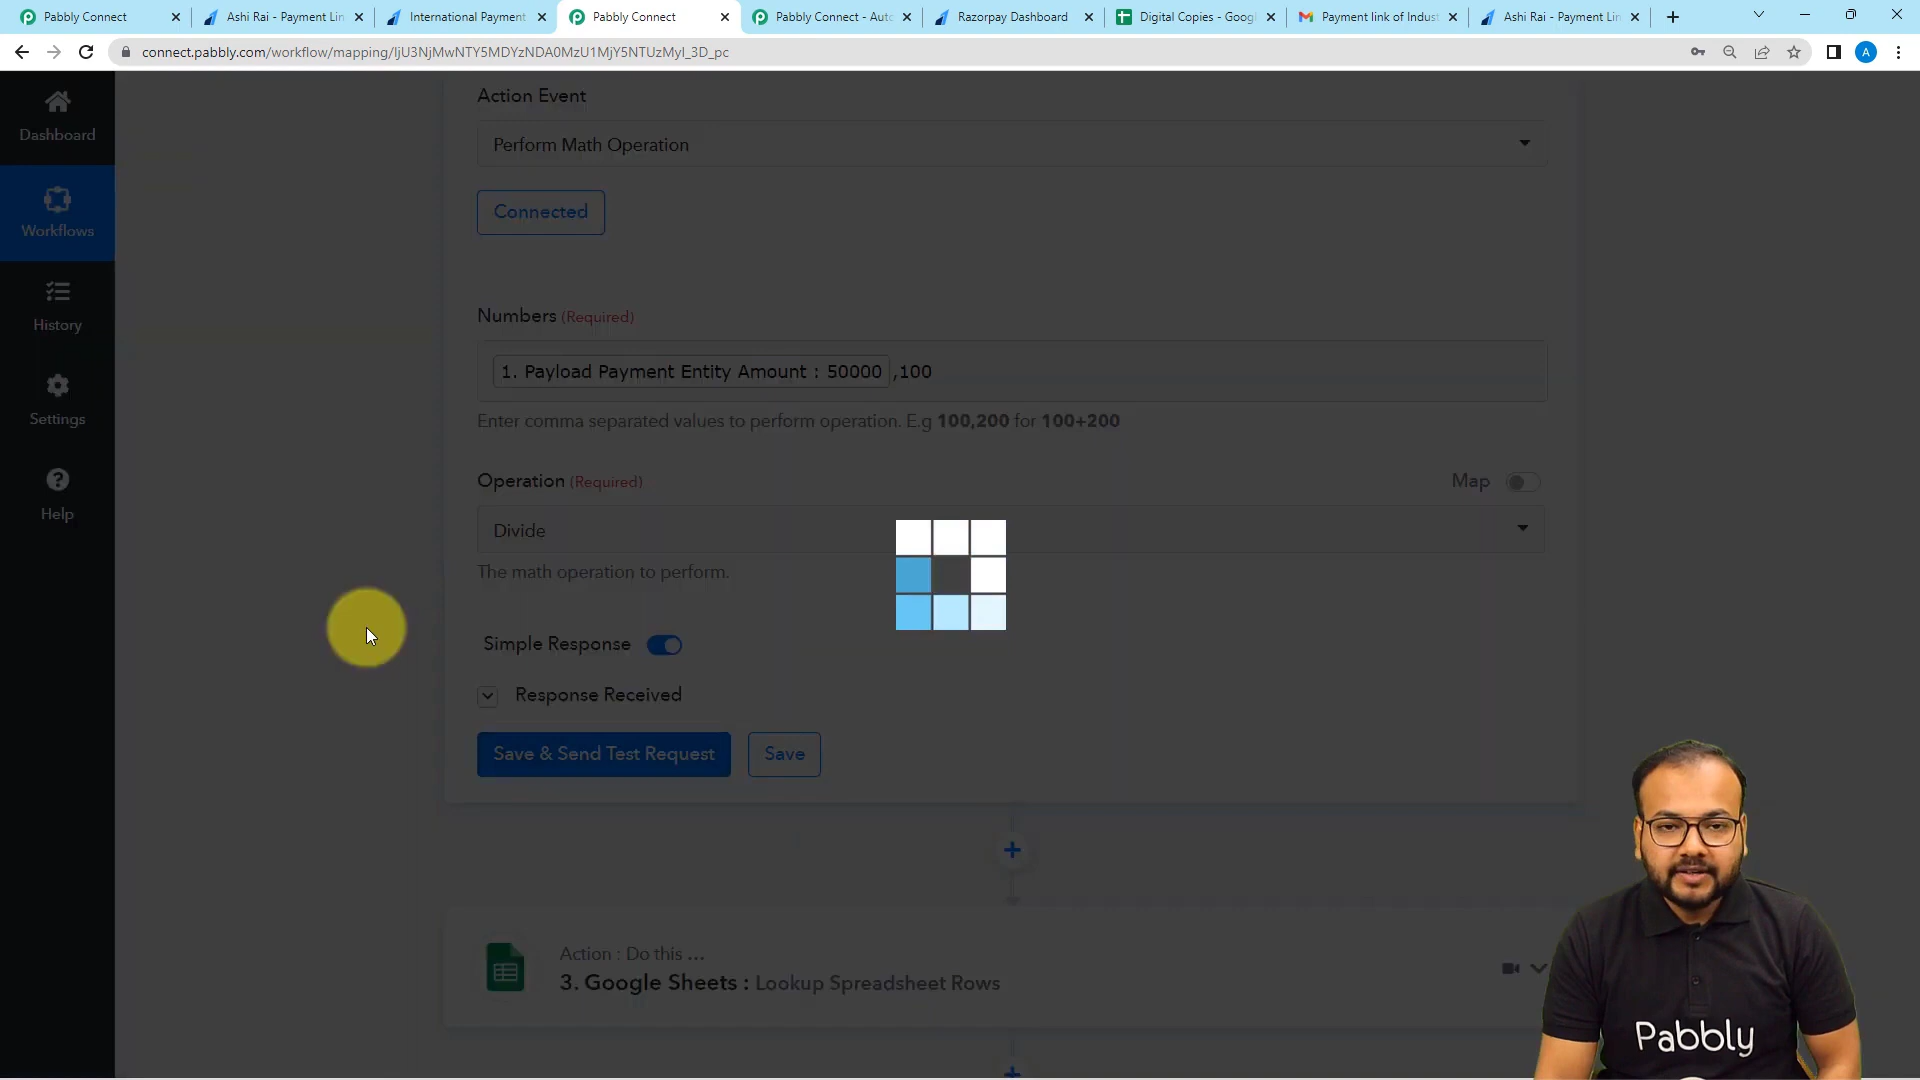 Pabbly Connect
Ashi Rai - Payment Lin
International Payment
Pabbly Connect
Pabbly Connect - Auto
Razorpay Dashboard
Digital Copies - Googl
Payment link of Indust
Ashi Rai - Payment Lin
connect.pabbly.com/workflow/mapping/IjU3NjMwNTY5MDYzNDA0MzU1MjY5NTUzMyI_3D_pc
A
Dashboard
Workflows
History
Settings
Help
Action Event
Perform Math Operation
Connected
Numbers (Required)
1. Payload Payment Entity Amount : 50000 ,100
Enter comma separated values to perform operation. E.g 100,200 for 100+200
Operation (Required)
Map
Divide
The math operation to perform.
Simple Response
Response Received
Save & Send Test Request
Save
Action : Do this ...
3. Google Sheets : Lookup Spreadsheet Rows
Pabbly